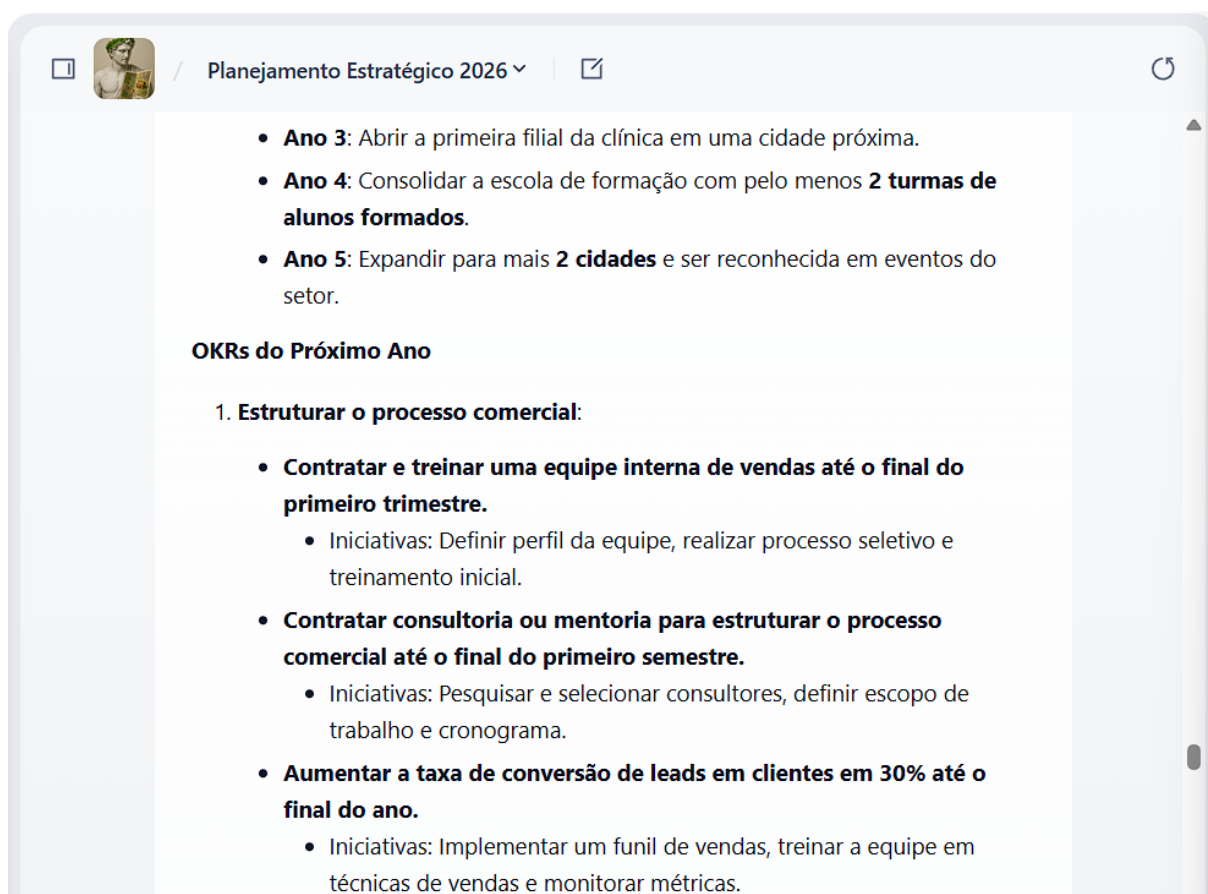 / Planejamento Estratégico 2026
• Ano 3: Abrir a primeira filial da clínica em uma cidade próxima.
• Ano 4: Consolidar a escola de formação com pelo menos 2 turmas de
alunos formados.
• Ano 5: Expandir para mais 2 cidades e ser reconhecida em eventos do
setor.
OKRs do Próximo Ano
1. Estruturar o processo comercial:
• Contratar e treinar uma equipe interna de vendas até o final do
primeiro trimestre.
• Iniciativas: Definir perfil da equipe, realizar processo seletivo e
treinamento inicial.
• Contratar consultoria ou mentoria para estruturar o processo
comercial até o final do primeiro semestre.
• Iniciativas: Pesquisar e selecionar consultores, definir escopo de
trabalho e cronograma.
• Aumentar a taxa de conversão de leads em clientes em 30% até o
final do ano.
• Iniciativas: Implementar um funil de vendas, treinar a equipe em
técnicas de vendas e monitorar métricas.